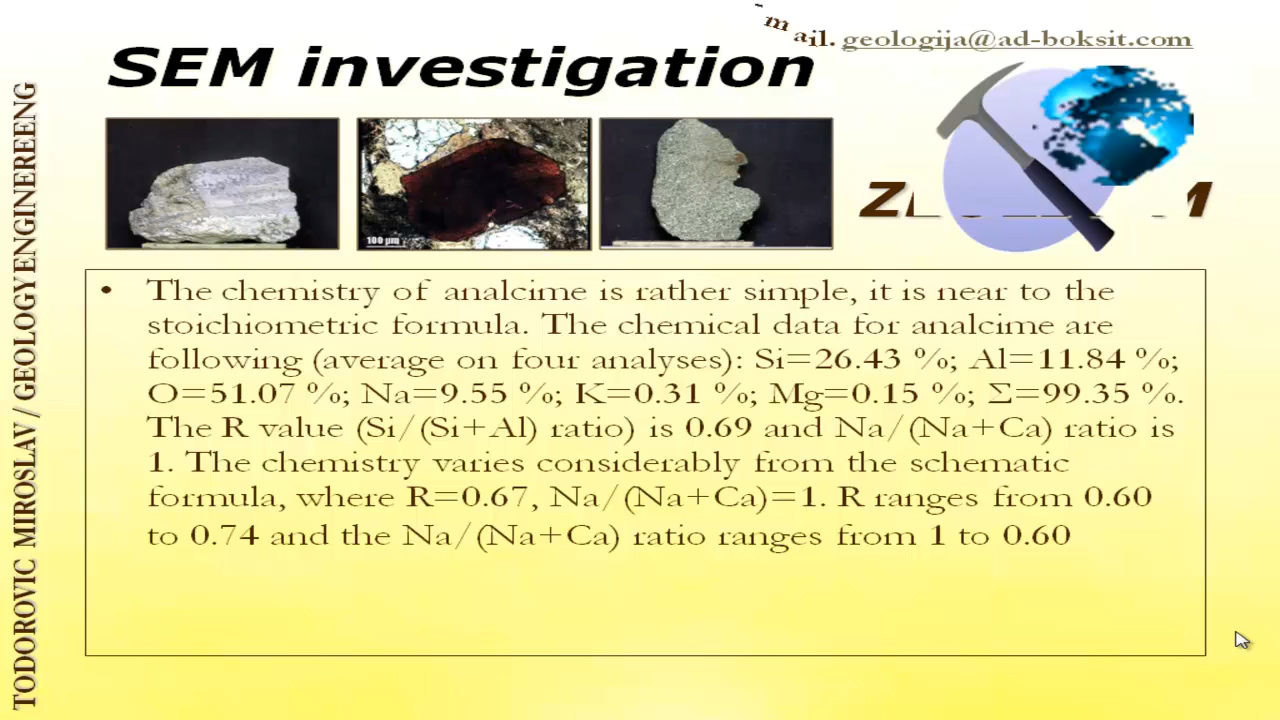 mail. geologija@ad-boksit.com
SEM investigation
100 µm
TODOROVIC MIROSLAV / GEOLOGYENGINEREENG
• The chemistry of analcime is rather simple, it is near to the
stoichiometric formula. The chemical data for analcime are
following (average on four analyses): Si=26.43 %; Al=11.84 %;
O=51.07 %; Na=9.55 %; K=0.31 %; Mg=0.15 %; Σ=99.35 %.
The R value (Si/(Si+Al) ratio) is 0.69 and Na/(Na+Ca) ratio is
1. The chemistry varies considerably from the schematic
formula, where R=0.67, Na/(Na+Ca)=1. R ranges from 0.60
to 0.74 and the Na/(Na+Ca) ratio ranges from 1 to 0.60